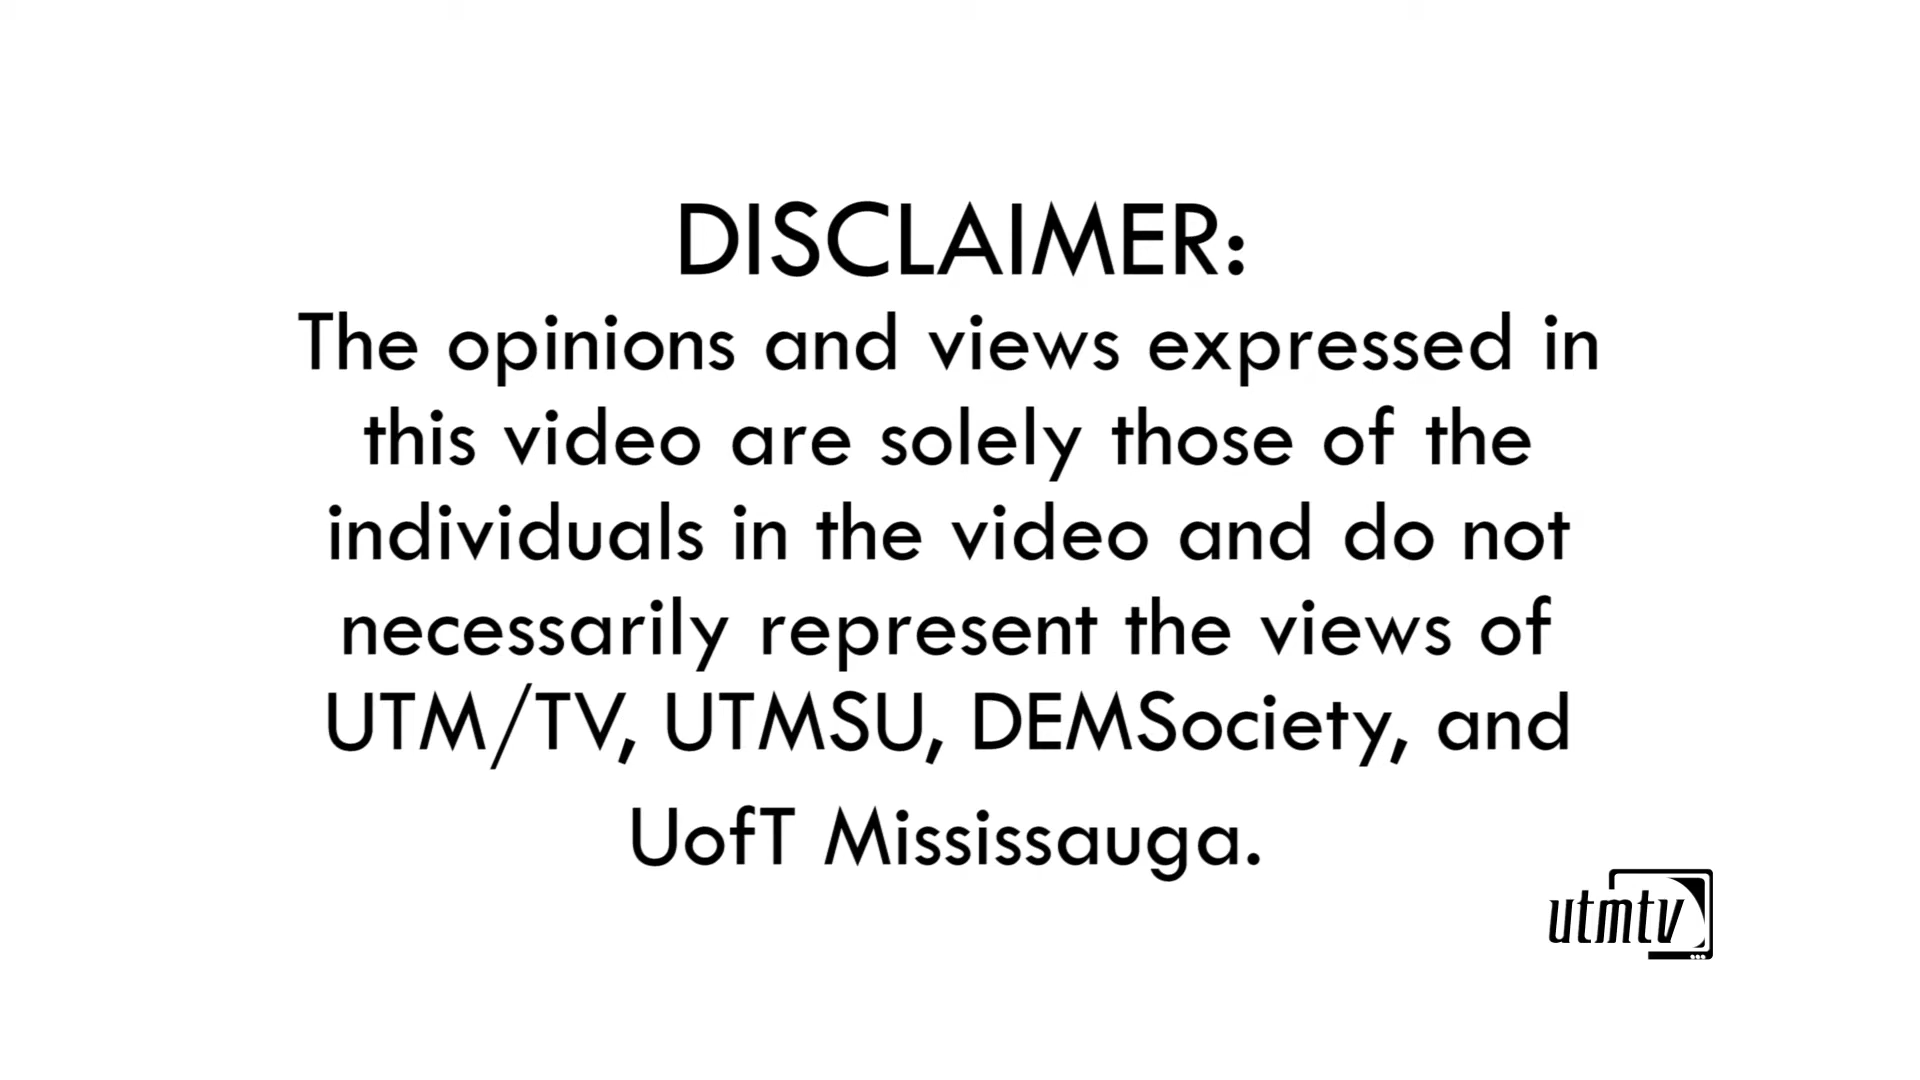 DISCLAIMER:
The opinions and views expressed in
this video are solely those of the
individuals in the video and do not
necessarily represent the views of
UTM/TV, UTMSU, DEMSociety, and
UofT Mississauga.
utmtv